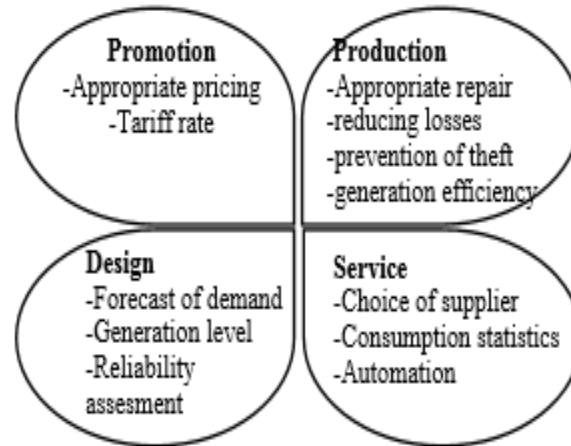 Promotion
-Appropriate pricing
-Tariff rate
Production
-Appropriate repair
-reducing losses
-prevention of theft
-generation efficiency
Design
-Forecast of demand
-Generation level
-Reliability
assesment
Service
-Choice of supplier
-Consumption statistics
-Automation